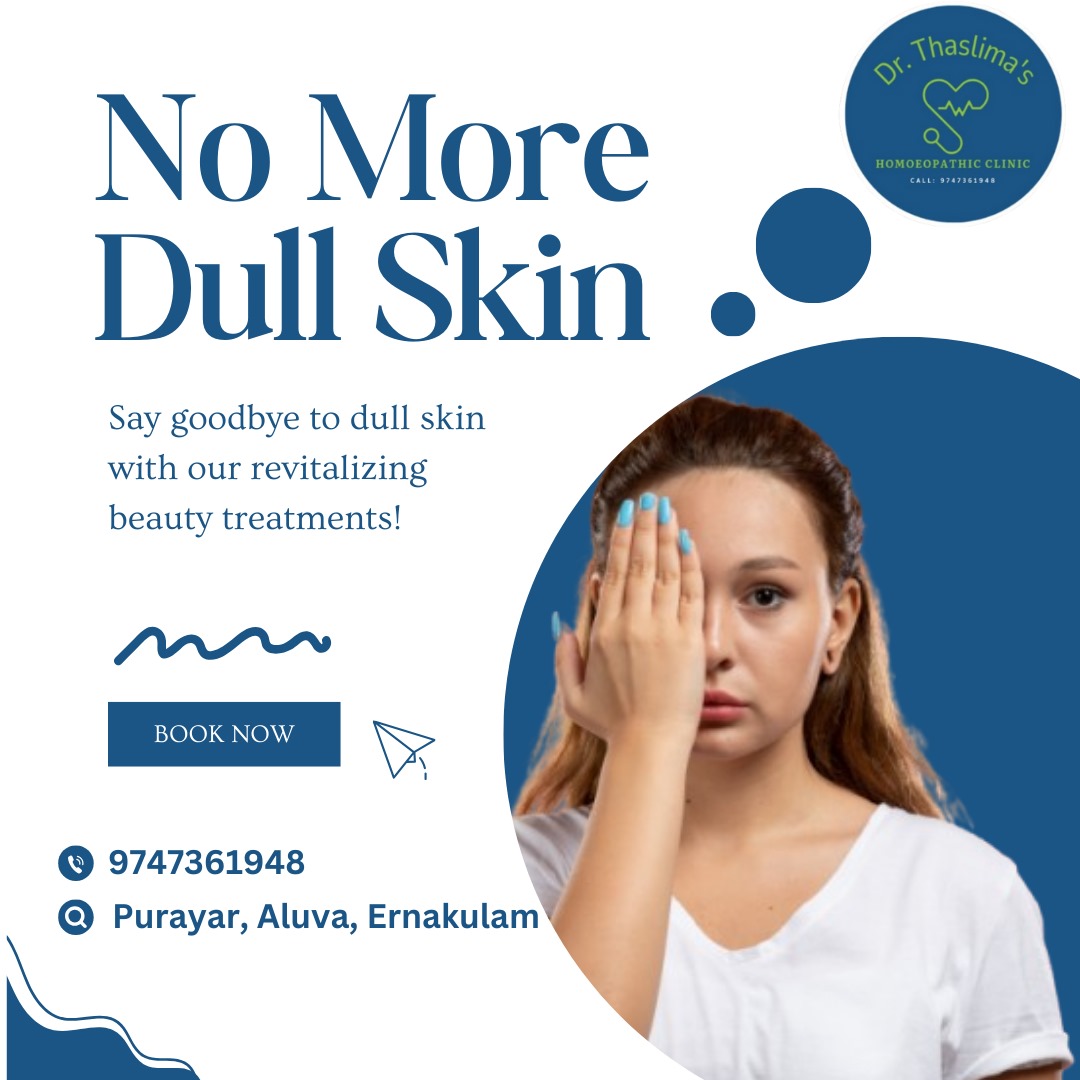 Dr. Thaslima's
HOMOEOPATHIC CLINIC
CALL: 9747361948
No More
Dull Skin
Say goodbye to dull skin
with our revitalizing
beauty treatments!
BOOK NOW
9747361948
Purayar, Aluva, Ernakulam